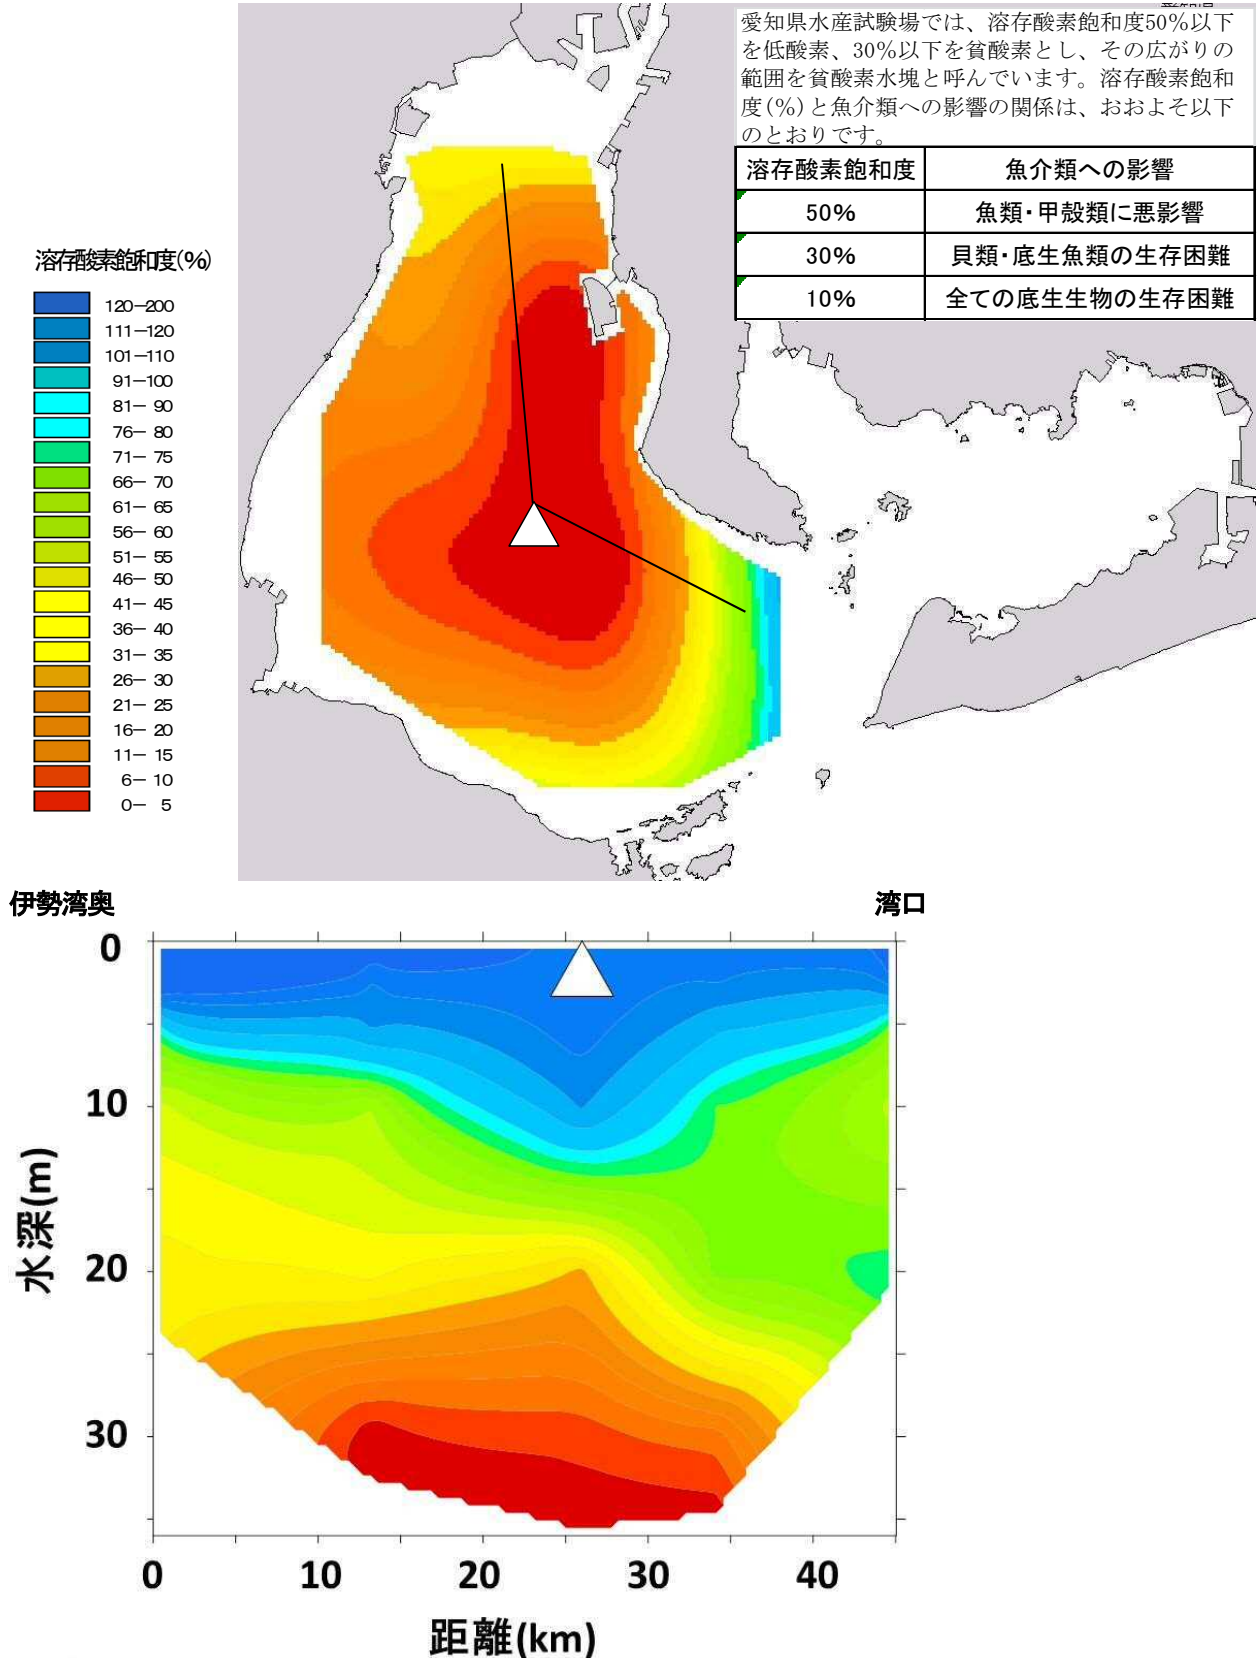 愛知県水産試験場では、溶存酸素飽和度50%以下
を低酸素、30%以下を貧酸素とし、その広がりの
範囲を貧酸素水塊と呼んでいます。溶存酸素飽和
度(%)と魚介類への影響の関係は、おおよそ以下
のとおりです。
溶存酸素飽和度 魚介類への影響
50% 魚類・甲殻類に悪影響
30% 貝類・底生魚類の生存困難
10% 全ての底生生物の生存困難
溶存酸素飽和度(%)
120-200
111-120
101-110
91-100
81- 90
76- 80
71- 75
66- 70
61- 65
56- 60
51- 55
46- 50
41- 45
36- 40
31- 35
26- 30
21- 25
16- 20
11- 15
6- 10
0- 5
伊勢湾奥 湾口
0
10
20
30
水深(m)
0 10 20 30 40
距離(km)